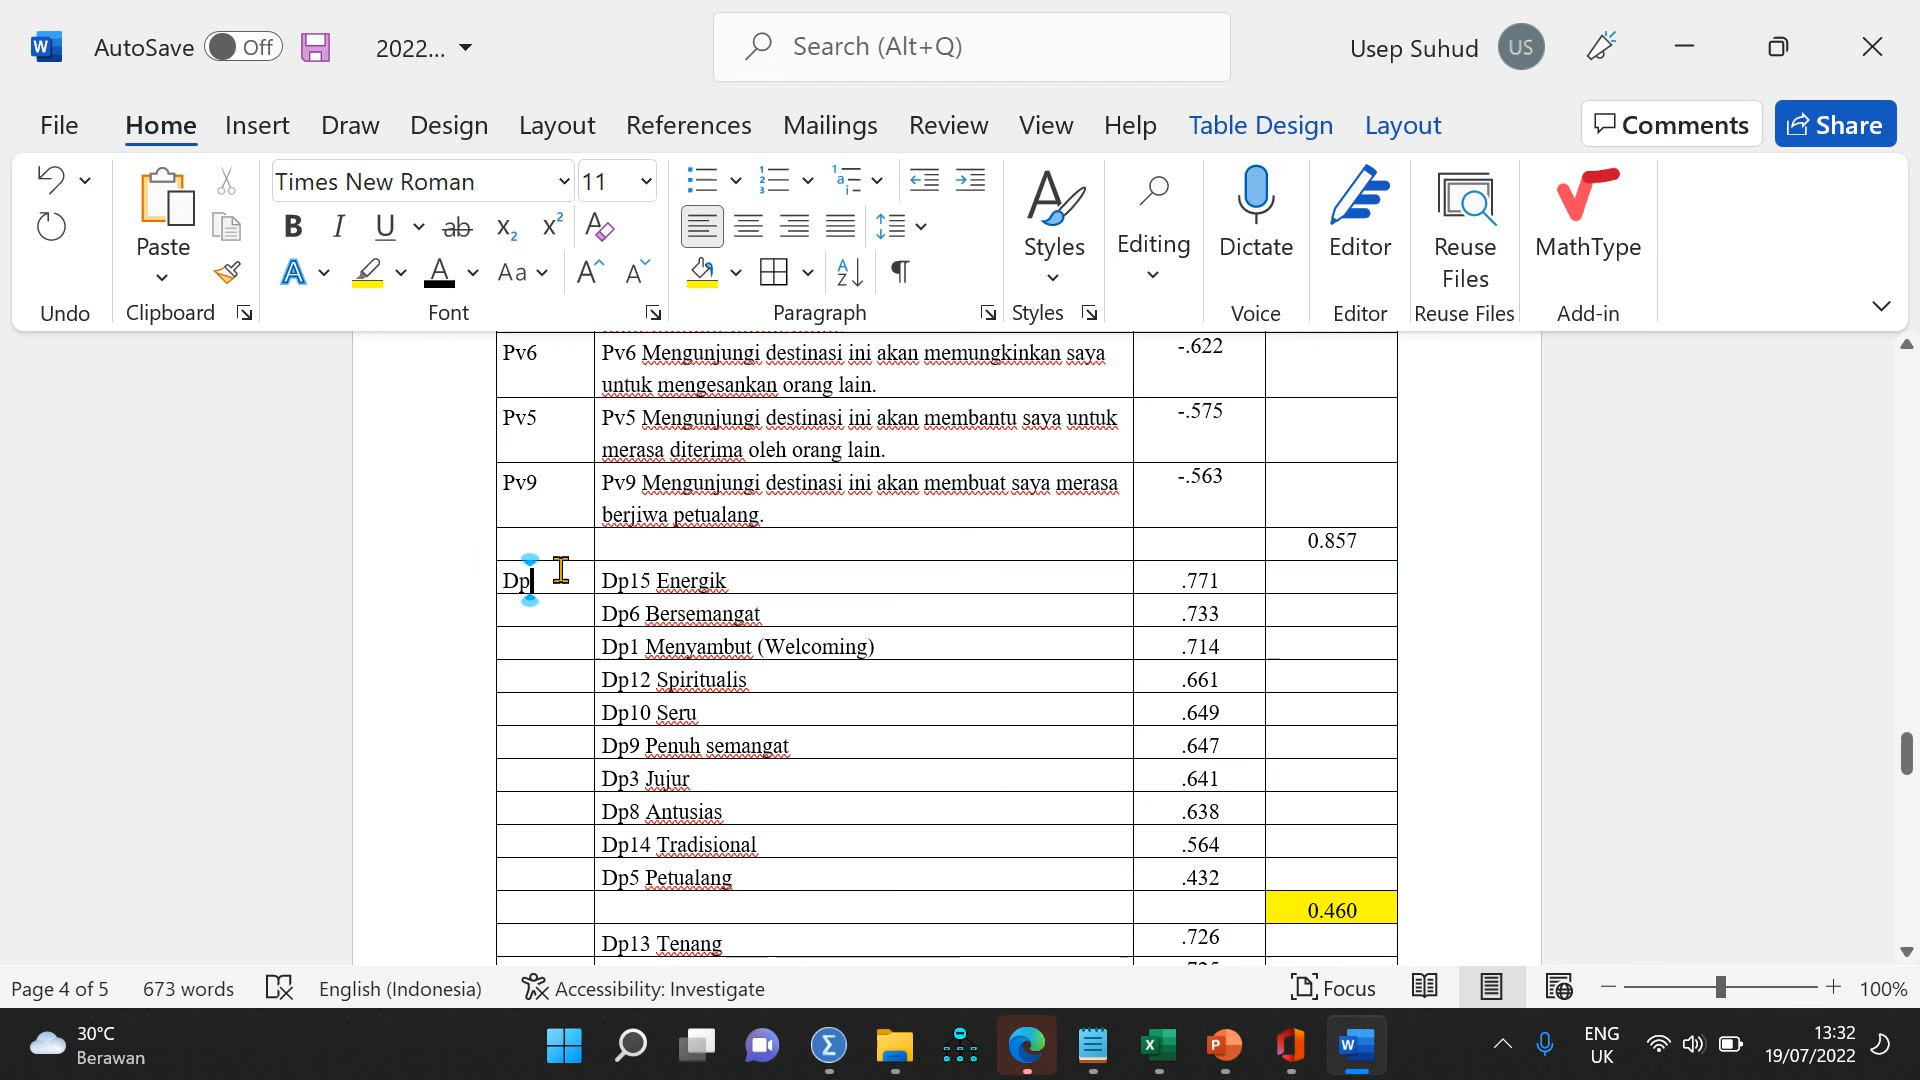 AutoSave Off 2022... Search (Alt+Q) Usep Suhud US
File Home Insert Draw Design Layout References Mailings Review View Help Table Design Layout Comments Share
Times New Roman 11
Paste Styles Editing Dictate Editor Reuse Files MathType
Undo Clipboard Font Paragraph Styles Voice Editor Reuse Files Add-in
Pv6 Pv6 Mengunjungi destinasi ini akan memungkinkan saya -.622
untuk mengesankan orang lain.
Pv5 Pv5 Mengunjungi destinasi ini akan membantu saya untuk -.575
merasa diterima oleh orang lain.
Pv9 Pv9 Mengunjungi destinasi ini akan membuat saya merasa -.563
berjiwa petualang.
0.857
Dp Dp15 Energik .771
Dp6 Bersemangat .733
Dp1 Menyambut (Welcoming) .714
Dp12 Spiritualis .661
Dp10 Seru .649
Dp9 Penuh semangat .647
Dp3 Jujur .641
Dp8 Antusias .638
Dp14 Tradisional .564
Dp5 Petualang .432
0.460
Dp13 Tenang .726
Page 4 of 5 673 words English (Indonesia) Accessibility: Investigate Focus 100%
30°C
Berawan
ENG
UK
13:32
19/07/2022